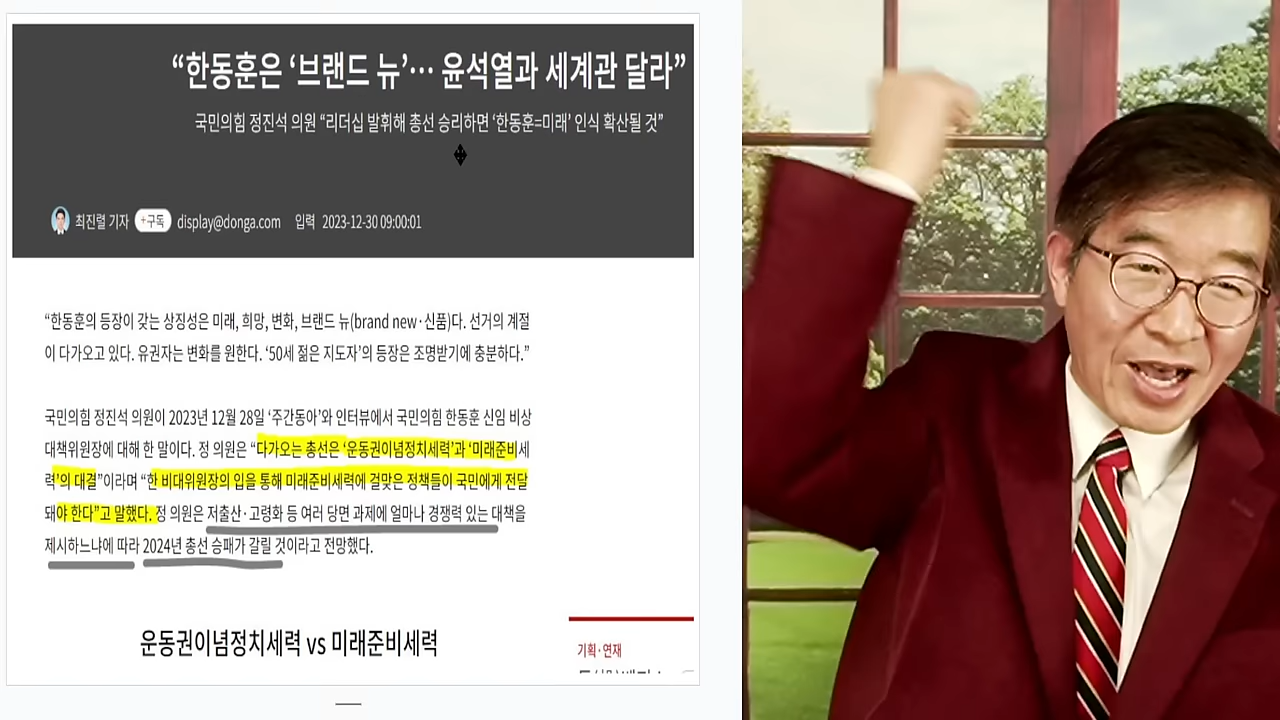 “한동훈은 ‘브랜드 뉴’… 윤석열과 세계관 달라”
국민의힘 정진석 의원 “리더십 발휘해 총선 승리하면 ‘한동훈=미래’ 인식 확산될 것”
최진렬 기자 +구독 display@donga.com 입력 2023-12-30 09:00:01
“한동훈의 등장이 갖는 상징성은 미래, 희망, 변화, 브랜드 뉴(brand new·신품)다. 선거의 계절
이 다가오고 있다. 유권자는 변화를 원한다. ‘50세 젊은 지도자’의 등장은 조명받기에 충분하다.”
국민의힘 정진석 의원이 2023년 12월 28일 ‘주간동아’와 인터뷰에서 국민의힘 한동훈 신임 비상
대책위원장에 대해 한 말이다. 정 의원은 “다가오는 총선은 ‘운동권이념정치세력’과 ‘미래준비세
력’의 대결”이라며 “한 비대위원장의 입을 통해 미래준비세력에 걸맞은 정책들이 국민에게 전달
돼야 한다”고 말했다. 정 의원은 저출산·고령화 등 여러 당면 과제에 얼마나 경쟁력 있는 대책을
제시하느냐에 따라 2024년 총선 승패가 갈릴 것이라고 전망했다.
운동권이념정치세력 vs 미래준비세력
기획·연재